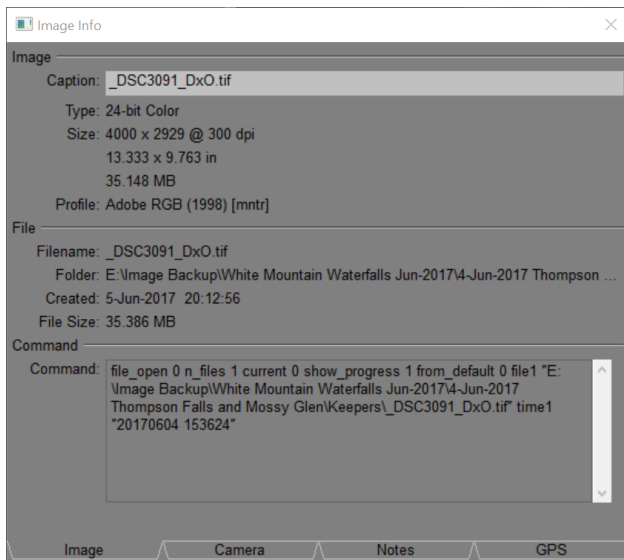 Image Info
Image
Caption: _DSC3091_DxO.tif
Type: 24-bit Color
Size: 4000 x 2929 @ 300 dpi
13.333 x 9.763 in
35.148 MB
Profile: Adobe RGB (1998) [mntr]
File
Filename: _DSC3091_DxO.tif
Folder: E:\Image Backup\White Mountain Waterfalls Jun-2017\4-Jun-2017 Thompson ...
Created: 5-Jun-2017 20:12:56
File Size: 35.386 MB
Command
Command: file_open 0 n_files 1 current 0 show_progress 1 from_default 0 file1 "E:
\Image Backup\White Mountain Waterfalls Jun-2017\4-Jun-2017
Thompson Falls and Mossy Glen\Keepers\_DSC3091_DxO.tif" time1
"20170604 153624"
Image Camera Notes GPS